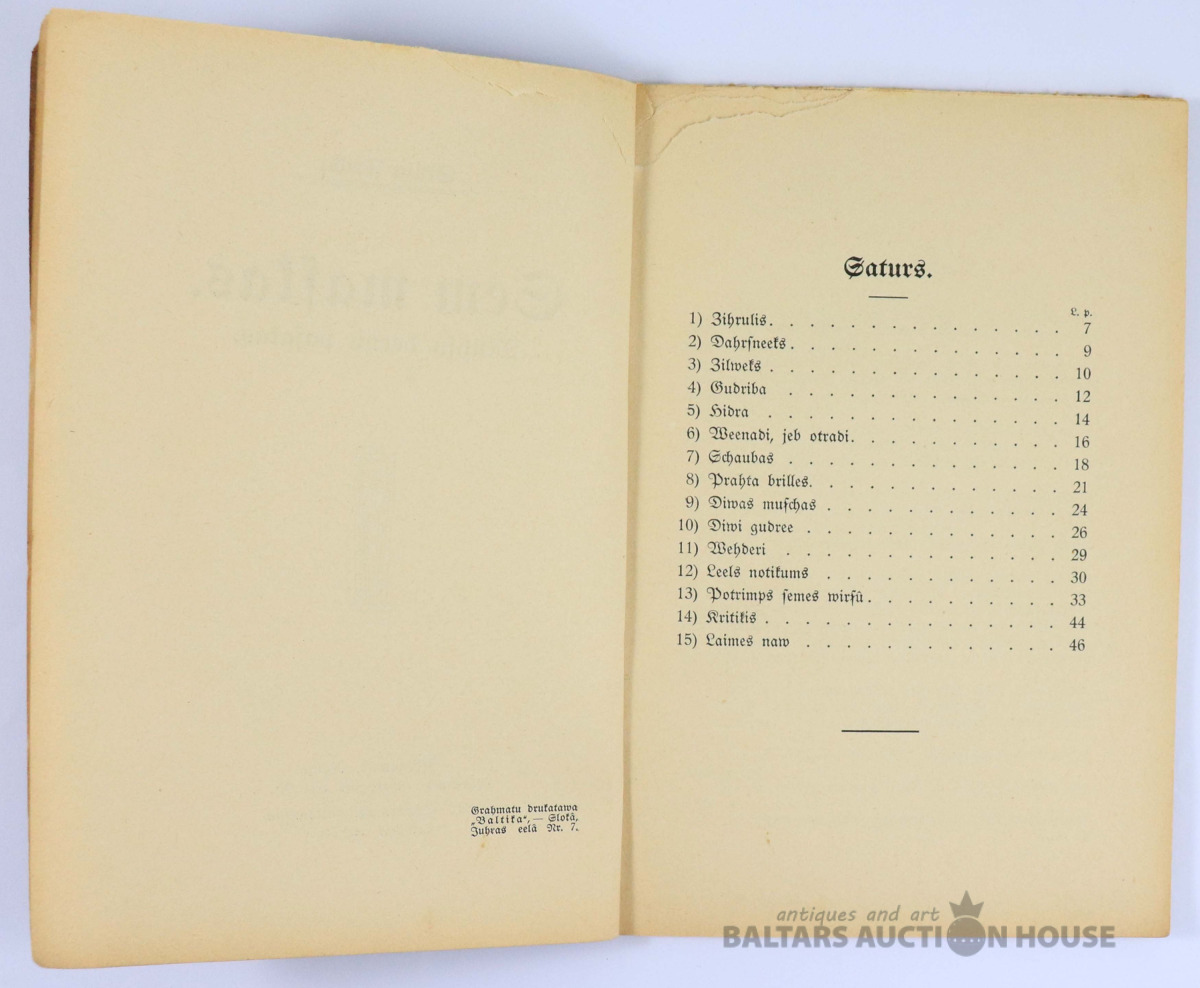 Grahmatu drukatawa
„Baltika“, — Slokâ,
Juhras eelâ Nr. 7.
Saturs.
L. p.
1) Zihrulis. . . . . . . . . . . . . . . . 7
2) Dahrſneeks . . . . . . . . . . . . . . 9
3) Zilweks . . . . . . . . . . . . . . . 10
4) Gudriba . . . . . . . . . . . . . . 12
5) Hidra . . . . . . . . . . . . . . . 14
6) Weenadi, jeb otradi. . . . . . . . . . 16
7) Schaubas . . . . . . . . . . . . . . 18
8) Prahta brilles. . . . . . . . . . . . . 21
9) Diwas muſchas . . . . . . . . . . . . 24
10) Diwi gudree . . . . . . . . . . . . . 26
11) Wehderi . . . . . . . . . . . . . . 29
12) Leels notikums . . . . . . . . . . . . 30
13) Potrimps ſemes wirſû . . . . . . . . . 33
14) Kritikis . . . . . . . . . . . . . . . 44
15) Laimes naw . . . . . . . . . . . . . 46
antiques and art
BALTARS AUCTION HOUSE